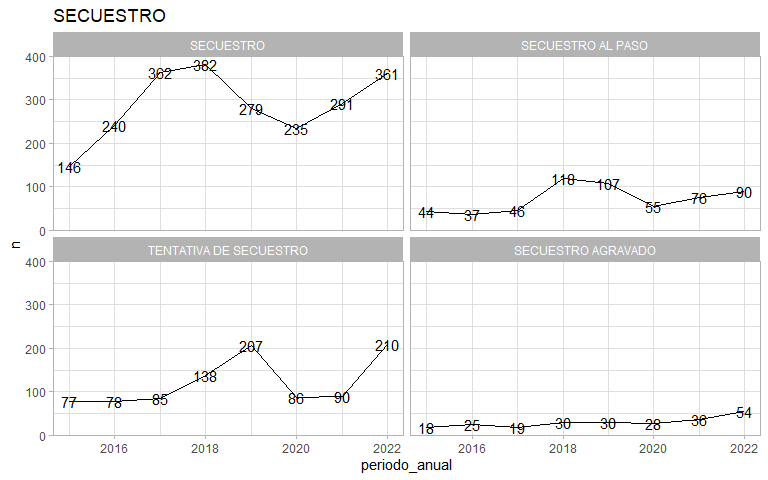 SECUESTRO
SECUESTRO SECUESTRO AL PASO
400
300
200
100
0
146 240 362 382 279 235 291 361
44 37 46 118 107 55 76 90
n
TENTATIVA DE SECUESTRO SECUESTRO AGRAVADO
400
300
200
100
0
77 78 85 138 207 86 90 210
18 25 19 30 30 28 36 54
2016 2018 2020 2022 2016 2018 2020 2022
periodo_anual